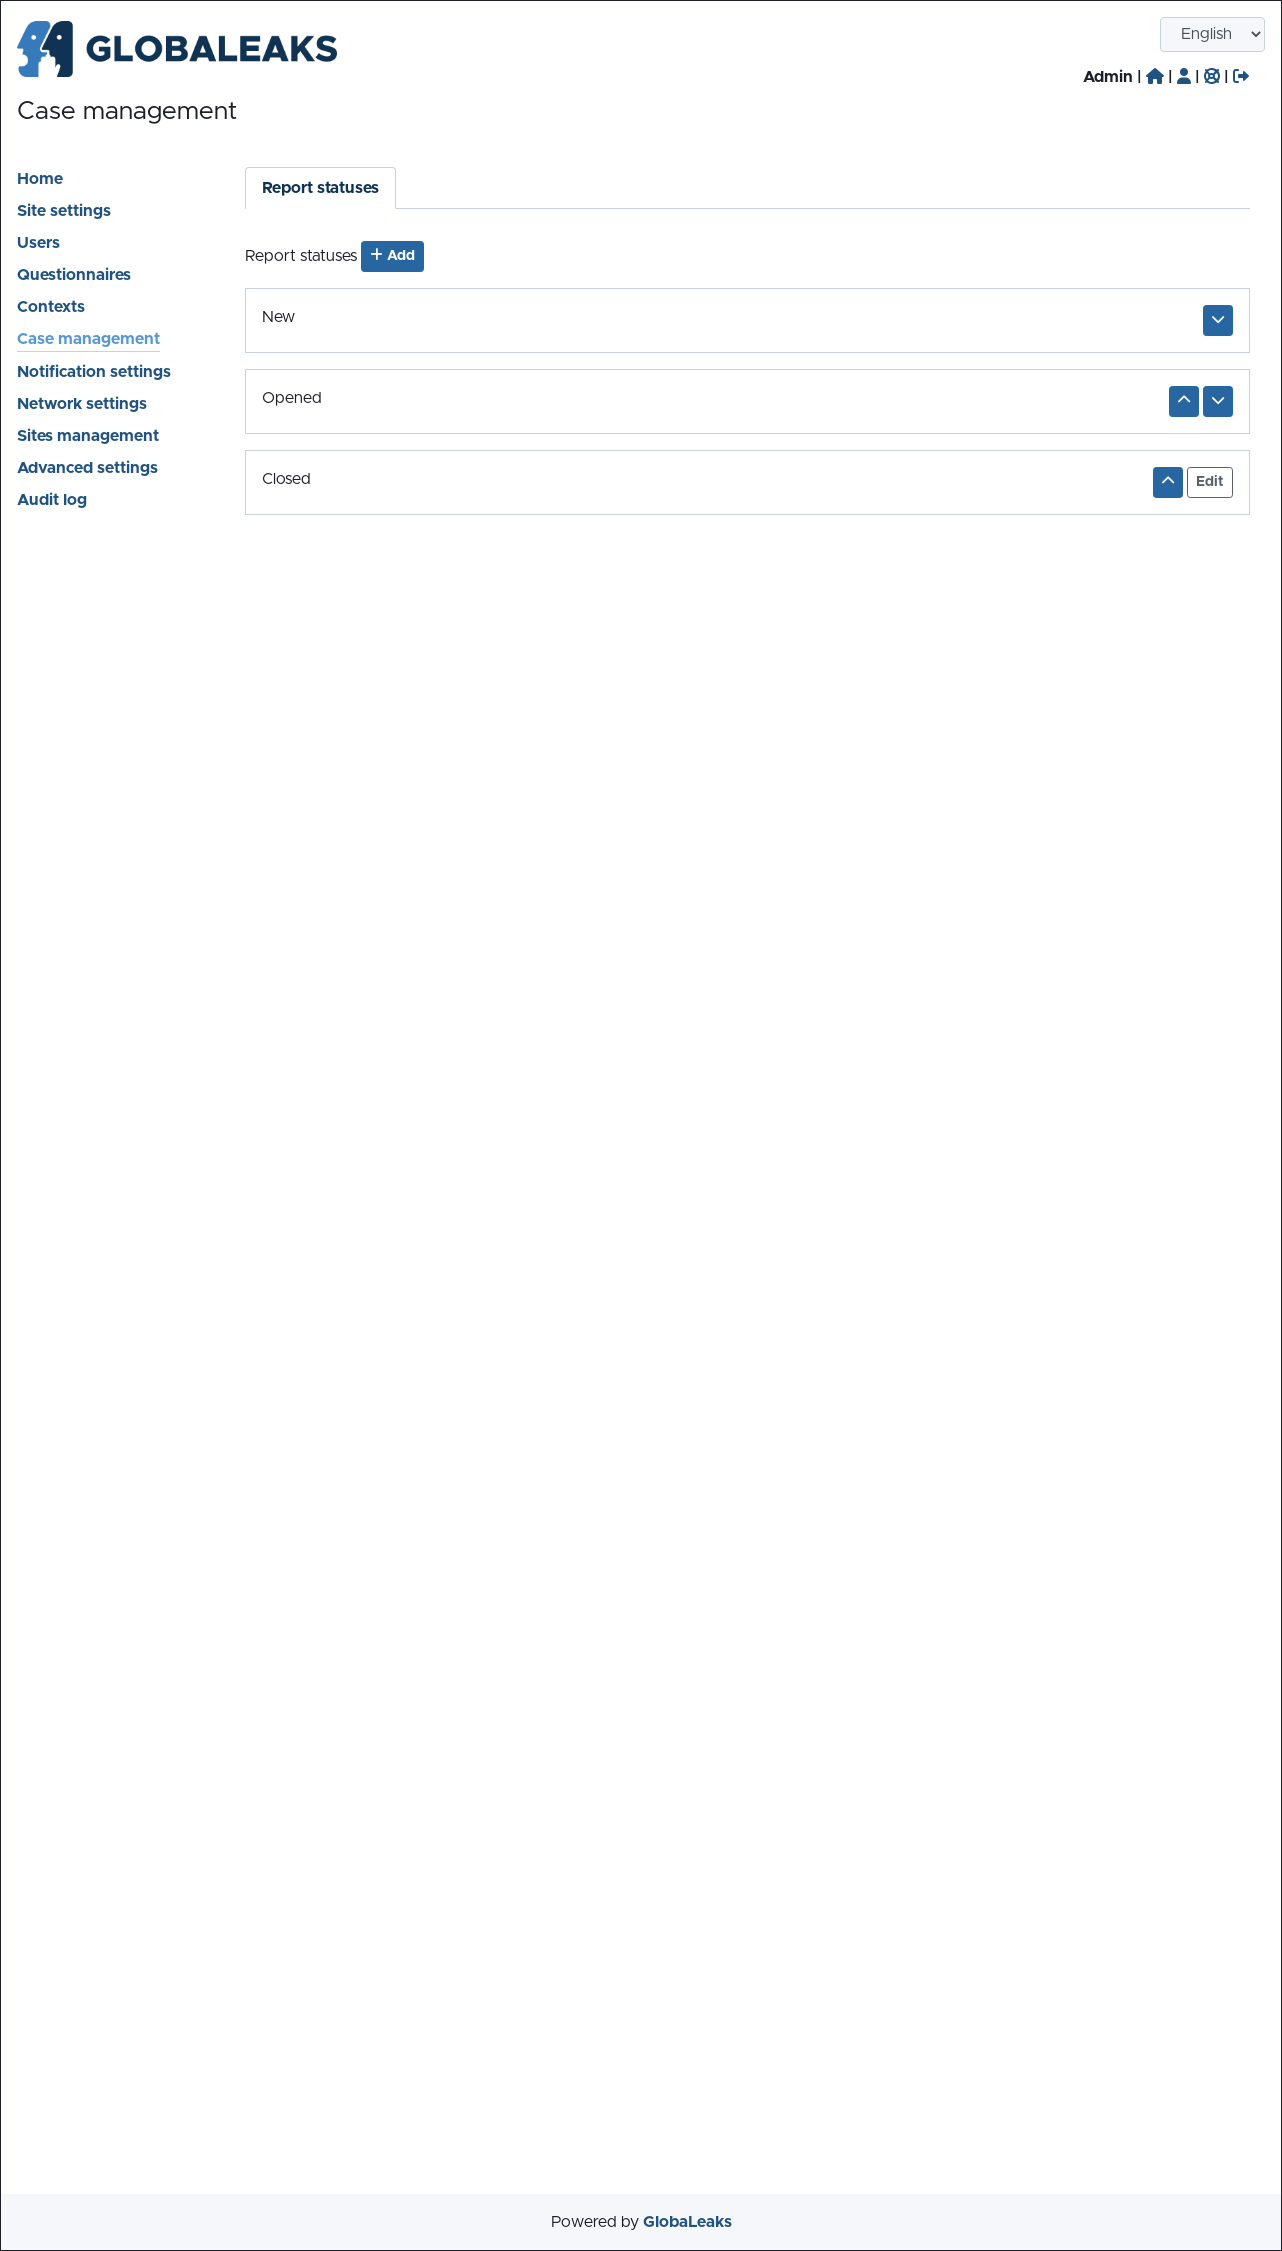 GLOBALEAKS
English
Admin | | | |
Case management
Home
Site settings
Users
Questionnaires
Contexts
Case management
Notification settings
Network settings
Sites management
Advanced settings
Audit log
Report statuses
Report statuses + Add
New
Opened
Closed
Edit
Powered by GlobaLeaks